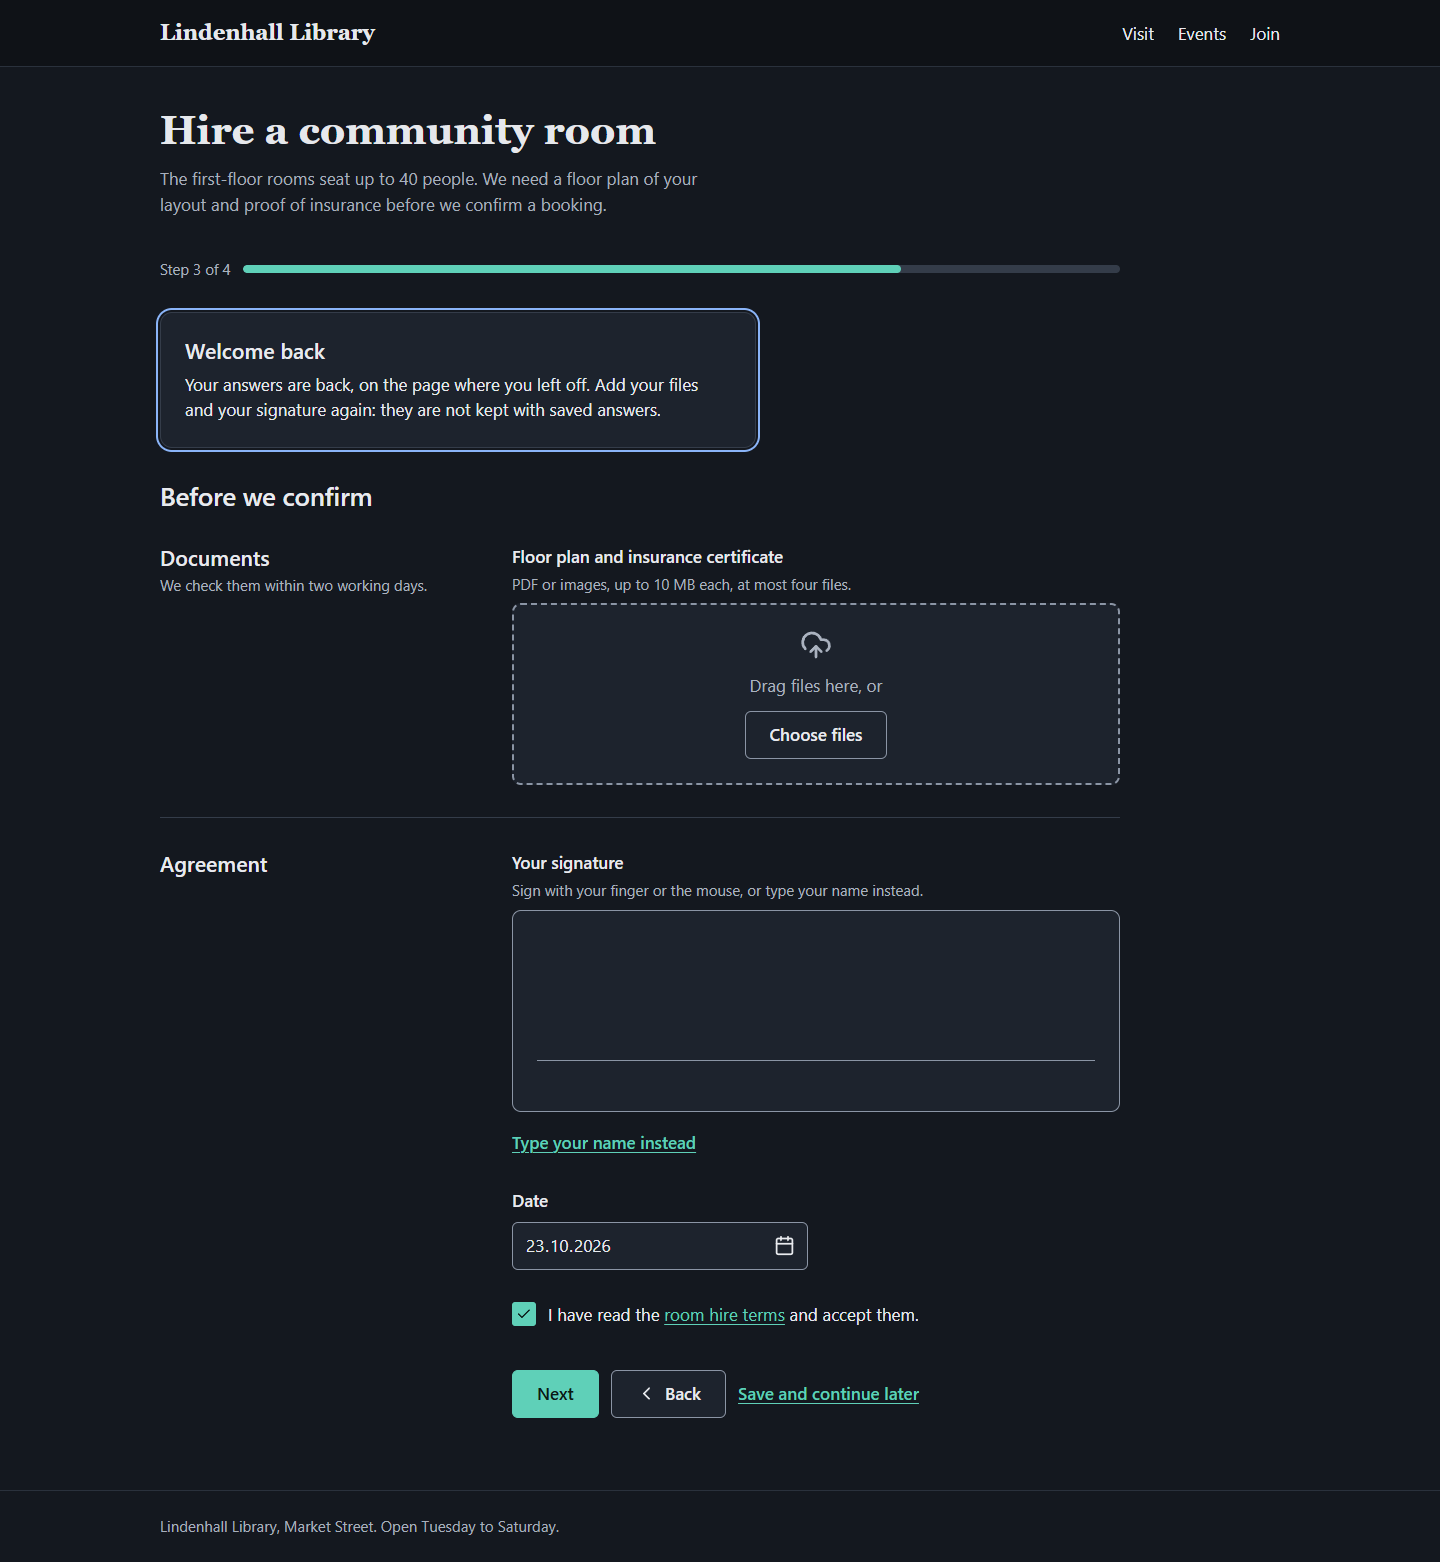 Lindenhall Library
Visit
Events
Join
Hire a community room
The first-floor rooms seat up to 40 people. We need a floor plan of your
layout and proof of insurance before we confirm a booking.
Step 3 of 4
Welcome back
Your answers are back, on the page where you left off. Add your files
and your signature again: they are not kept with saved answers.
Before we confirm
Documents
We check them within two working days.
Floor plan and insurance certificate
PDF or images, up to 10 MB each, at most four files.
Drag files here, or
Choose files
Agreement
Your signature
Sign with your finger or the mouse, or type your name instead.
Type your name instead
Date
23.10.2026
I have read the room hire terms and accept them.
Next
Back
Save and continue later
Lindenhall Library, Market Street. Open Tuesday to Saturday.